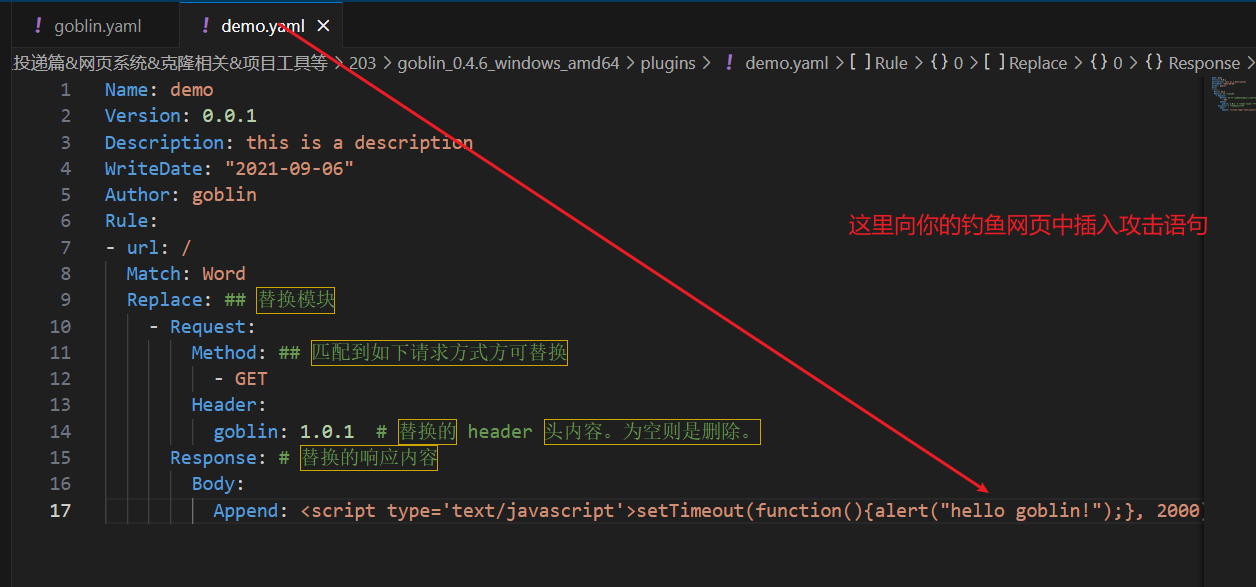 ! goblin.yaml ! demo.yaml ×
投递篇&网页系统&克隆相关&项目工具等 > 203 > goblin_0.4.6_windows_amd64 > plugins > ! demo.yaml > [ ] Rule > {} 0 > [ ] Replace > {} 0 > {} Response >
1 Name: demo
2 Version: 0.0.1
3 Description: this is a description
4 WriteDate: "2021-09-06"
5 Author: goblin
6 Rule:
这里向你的钓鱼网页中插入攻击语句
7 - url: /
8 Match: Word
9 Replace: ## 替换模块
10 - Request:
11 Method: ## 匹配到如下请求方式方可替换
12 - GET
13 Header:
14 goblin: 1.0.1 # 替换的 header 头内容。为空则是删除。
15 Response: # 替换的响应内容
16 Body:
17 Append: <script type='text/javascript'>setTimeout(function(){alert("hello goblin!");}, 2000